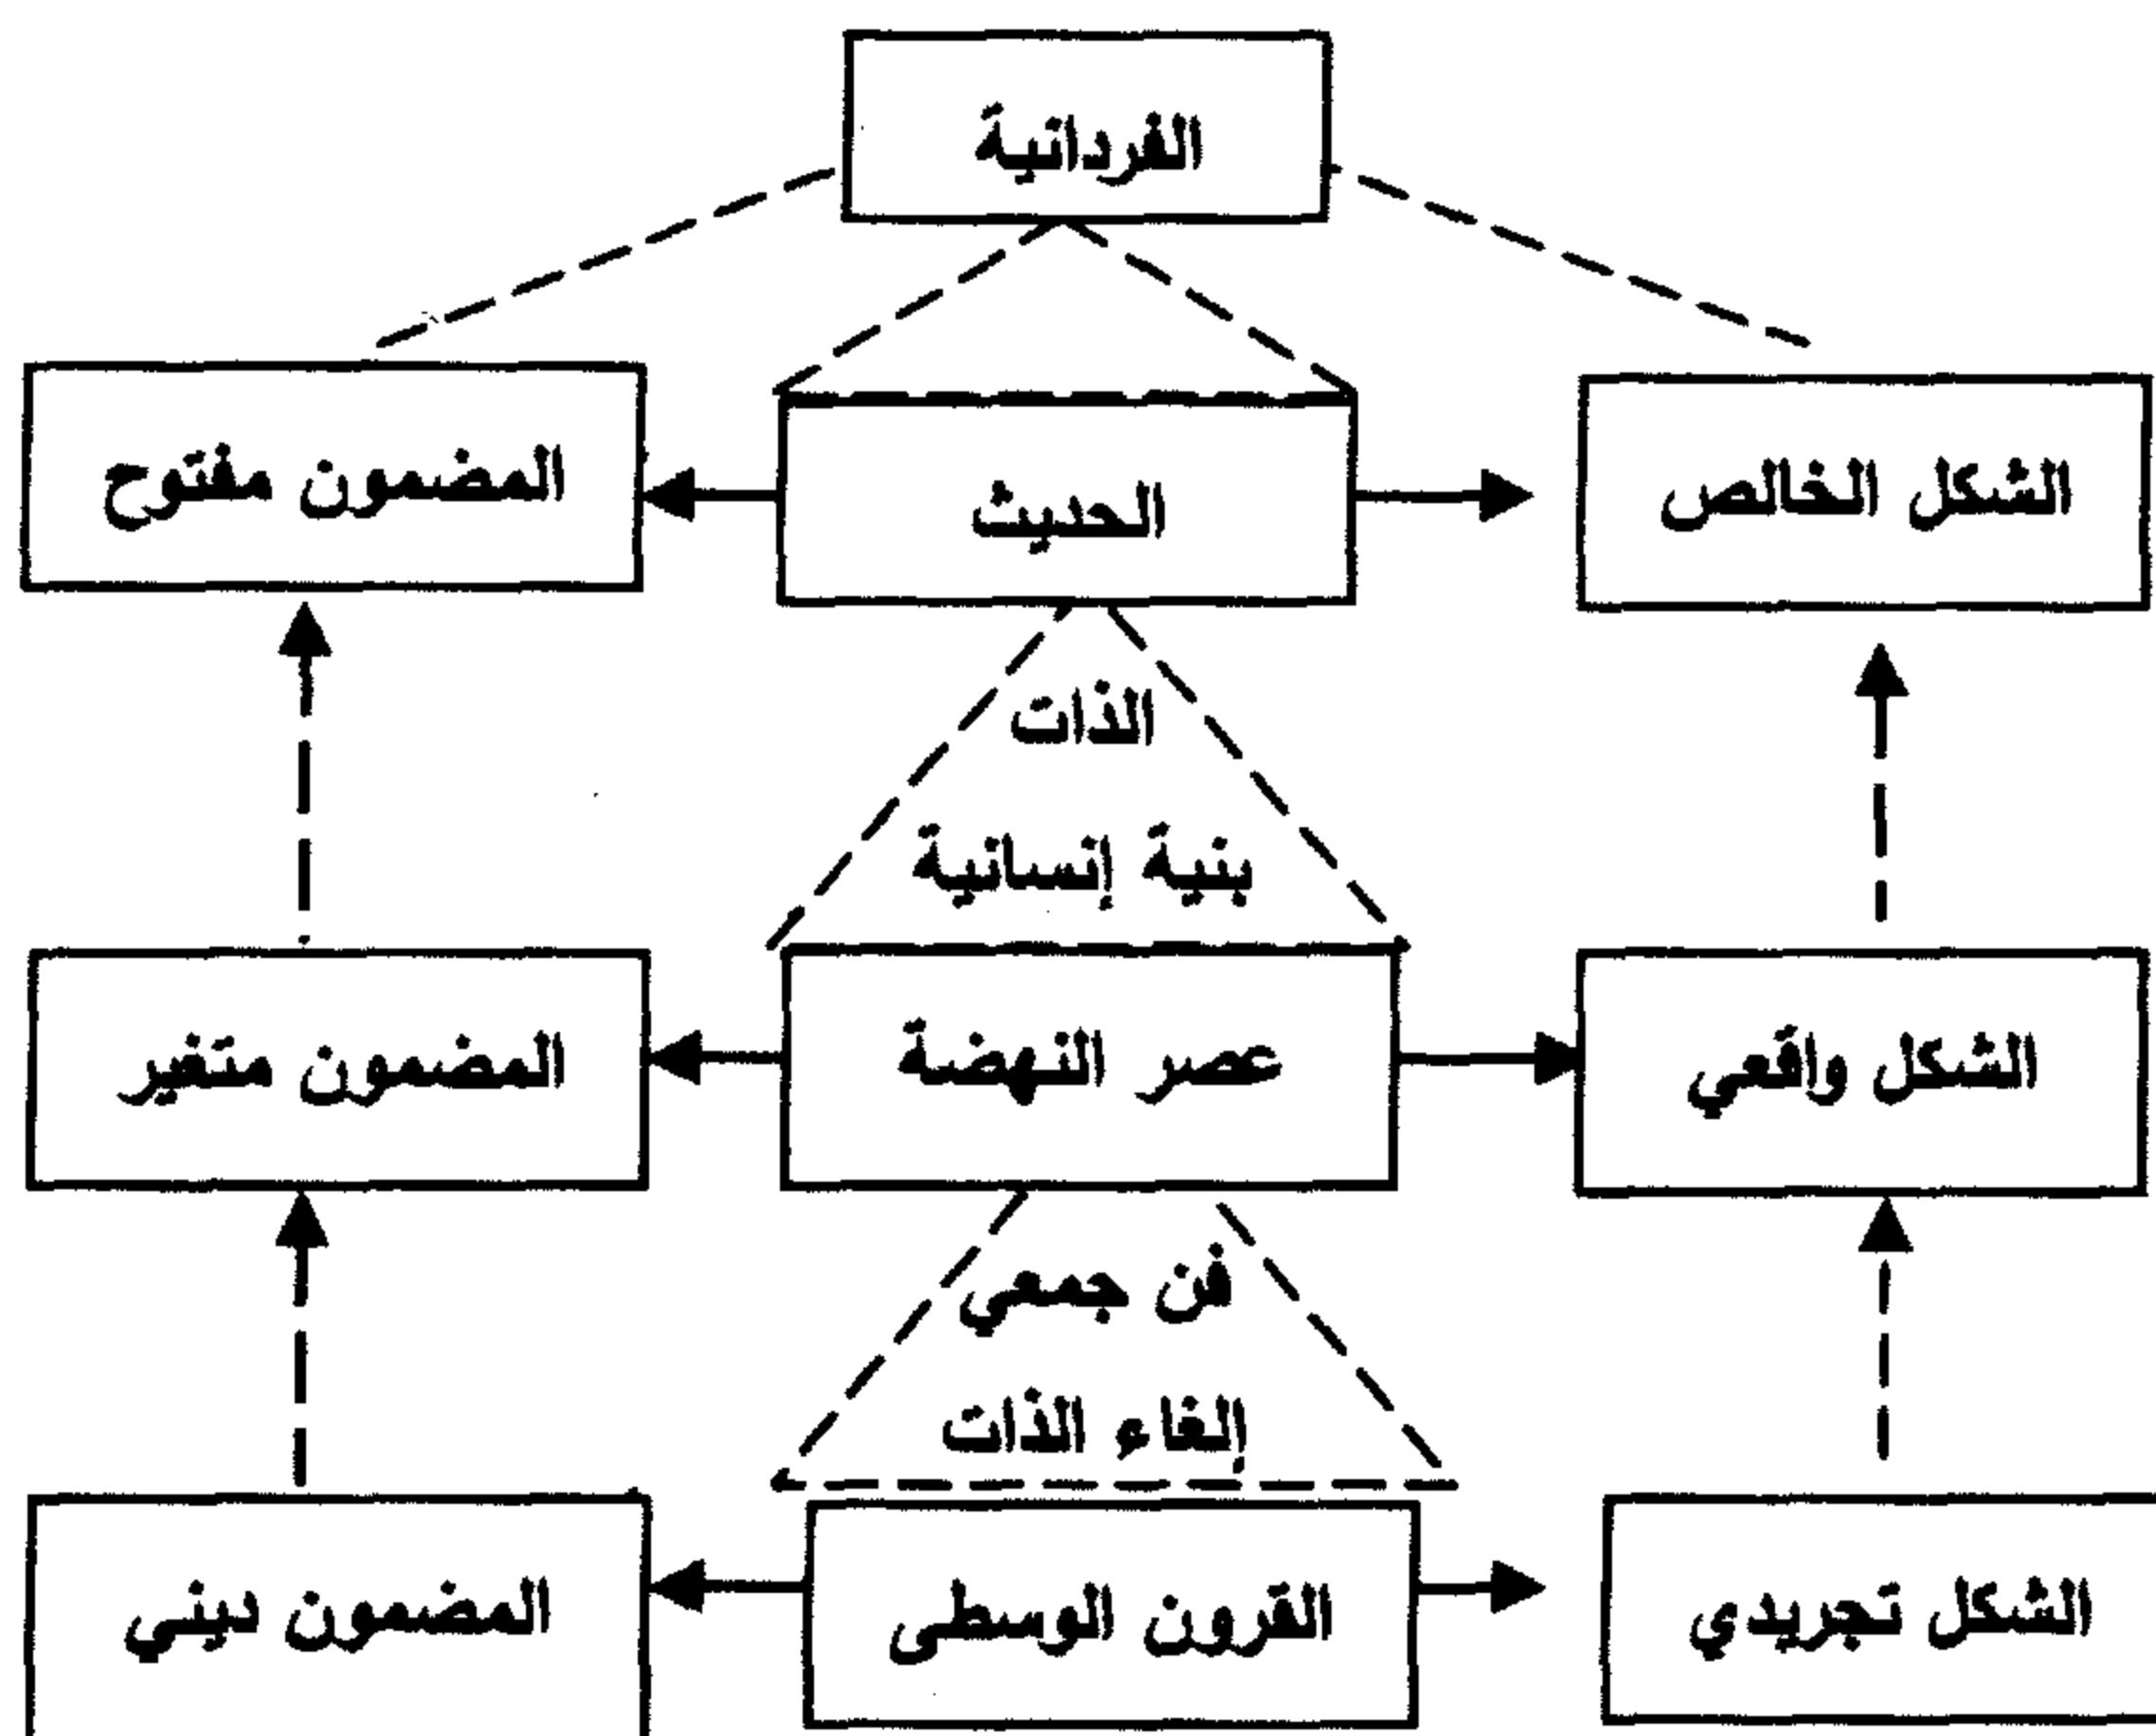 الفردانية
الشكل الخالص
الحديث
المضمون مفتوح
الذات
بنية إنسانية
الشكل واقعي
عصر النهضة
المضمون متغير
فن جمعي
إلغاء الذات
الشكل تجريدي
القرون الوسطى
المضمون ديني